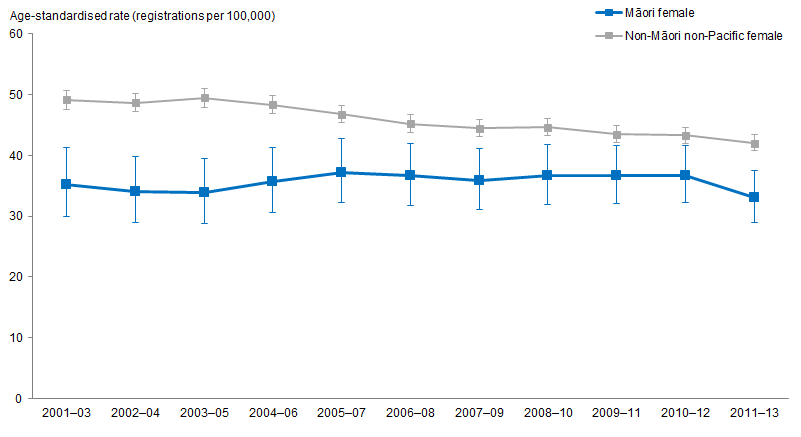 Age-standardised rate (registrations per 100,000)
Māori female
Non-Māori non-Pacific female
60
50
40
30
20
10
0
2001–03 2002–04 2003–05 2004–06 2005–07 2006–08 2007–09 2008–10 2009–11 2010–12 2011–13